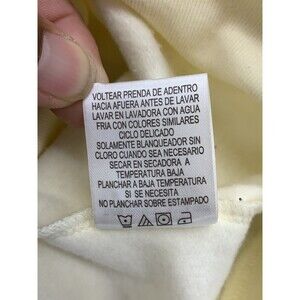 VOLTEAR PRENDA DE ADENTRO
HACIA AFUERA ANTES DE LAVAR
LAVAR EN LAVADORA CON AGUA
FRIA CON COLORES SIMILARES
CICLO DELICADO
SOLAMENTE BLANQUEADOR SIN
CLORO CUANDO SEA NECESARIO
SECAR EN SECADORA A
TEMPERATURA BAJA
PLANCHAR A BAJA TEMPERATURA
SI SE NECESITA
NO PLANCHAR SOBRE ESTAMPADO